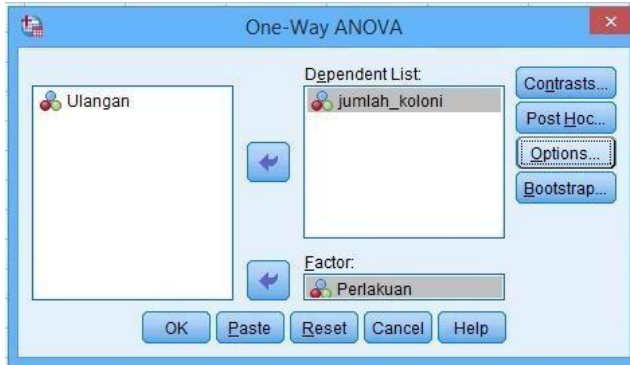 One-Way ANOVA
Ulangan
Dependent List:
jumlah_koloni
Factor:
Perlakuan
Contrasts...
Post Hoc...
Options...
Bootstrap...
OK Paste Reset Cancel Help